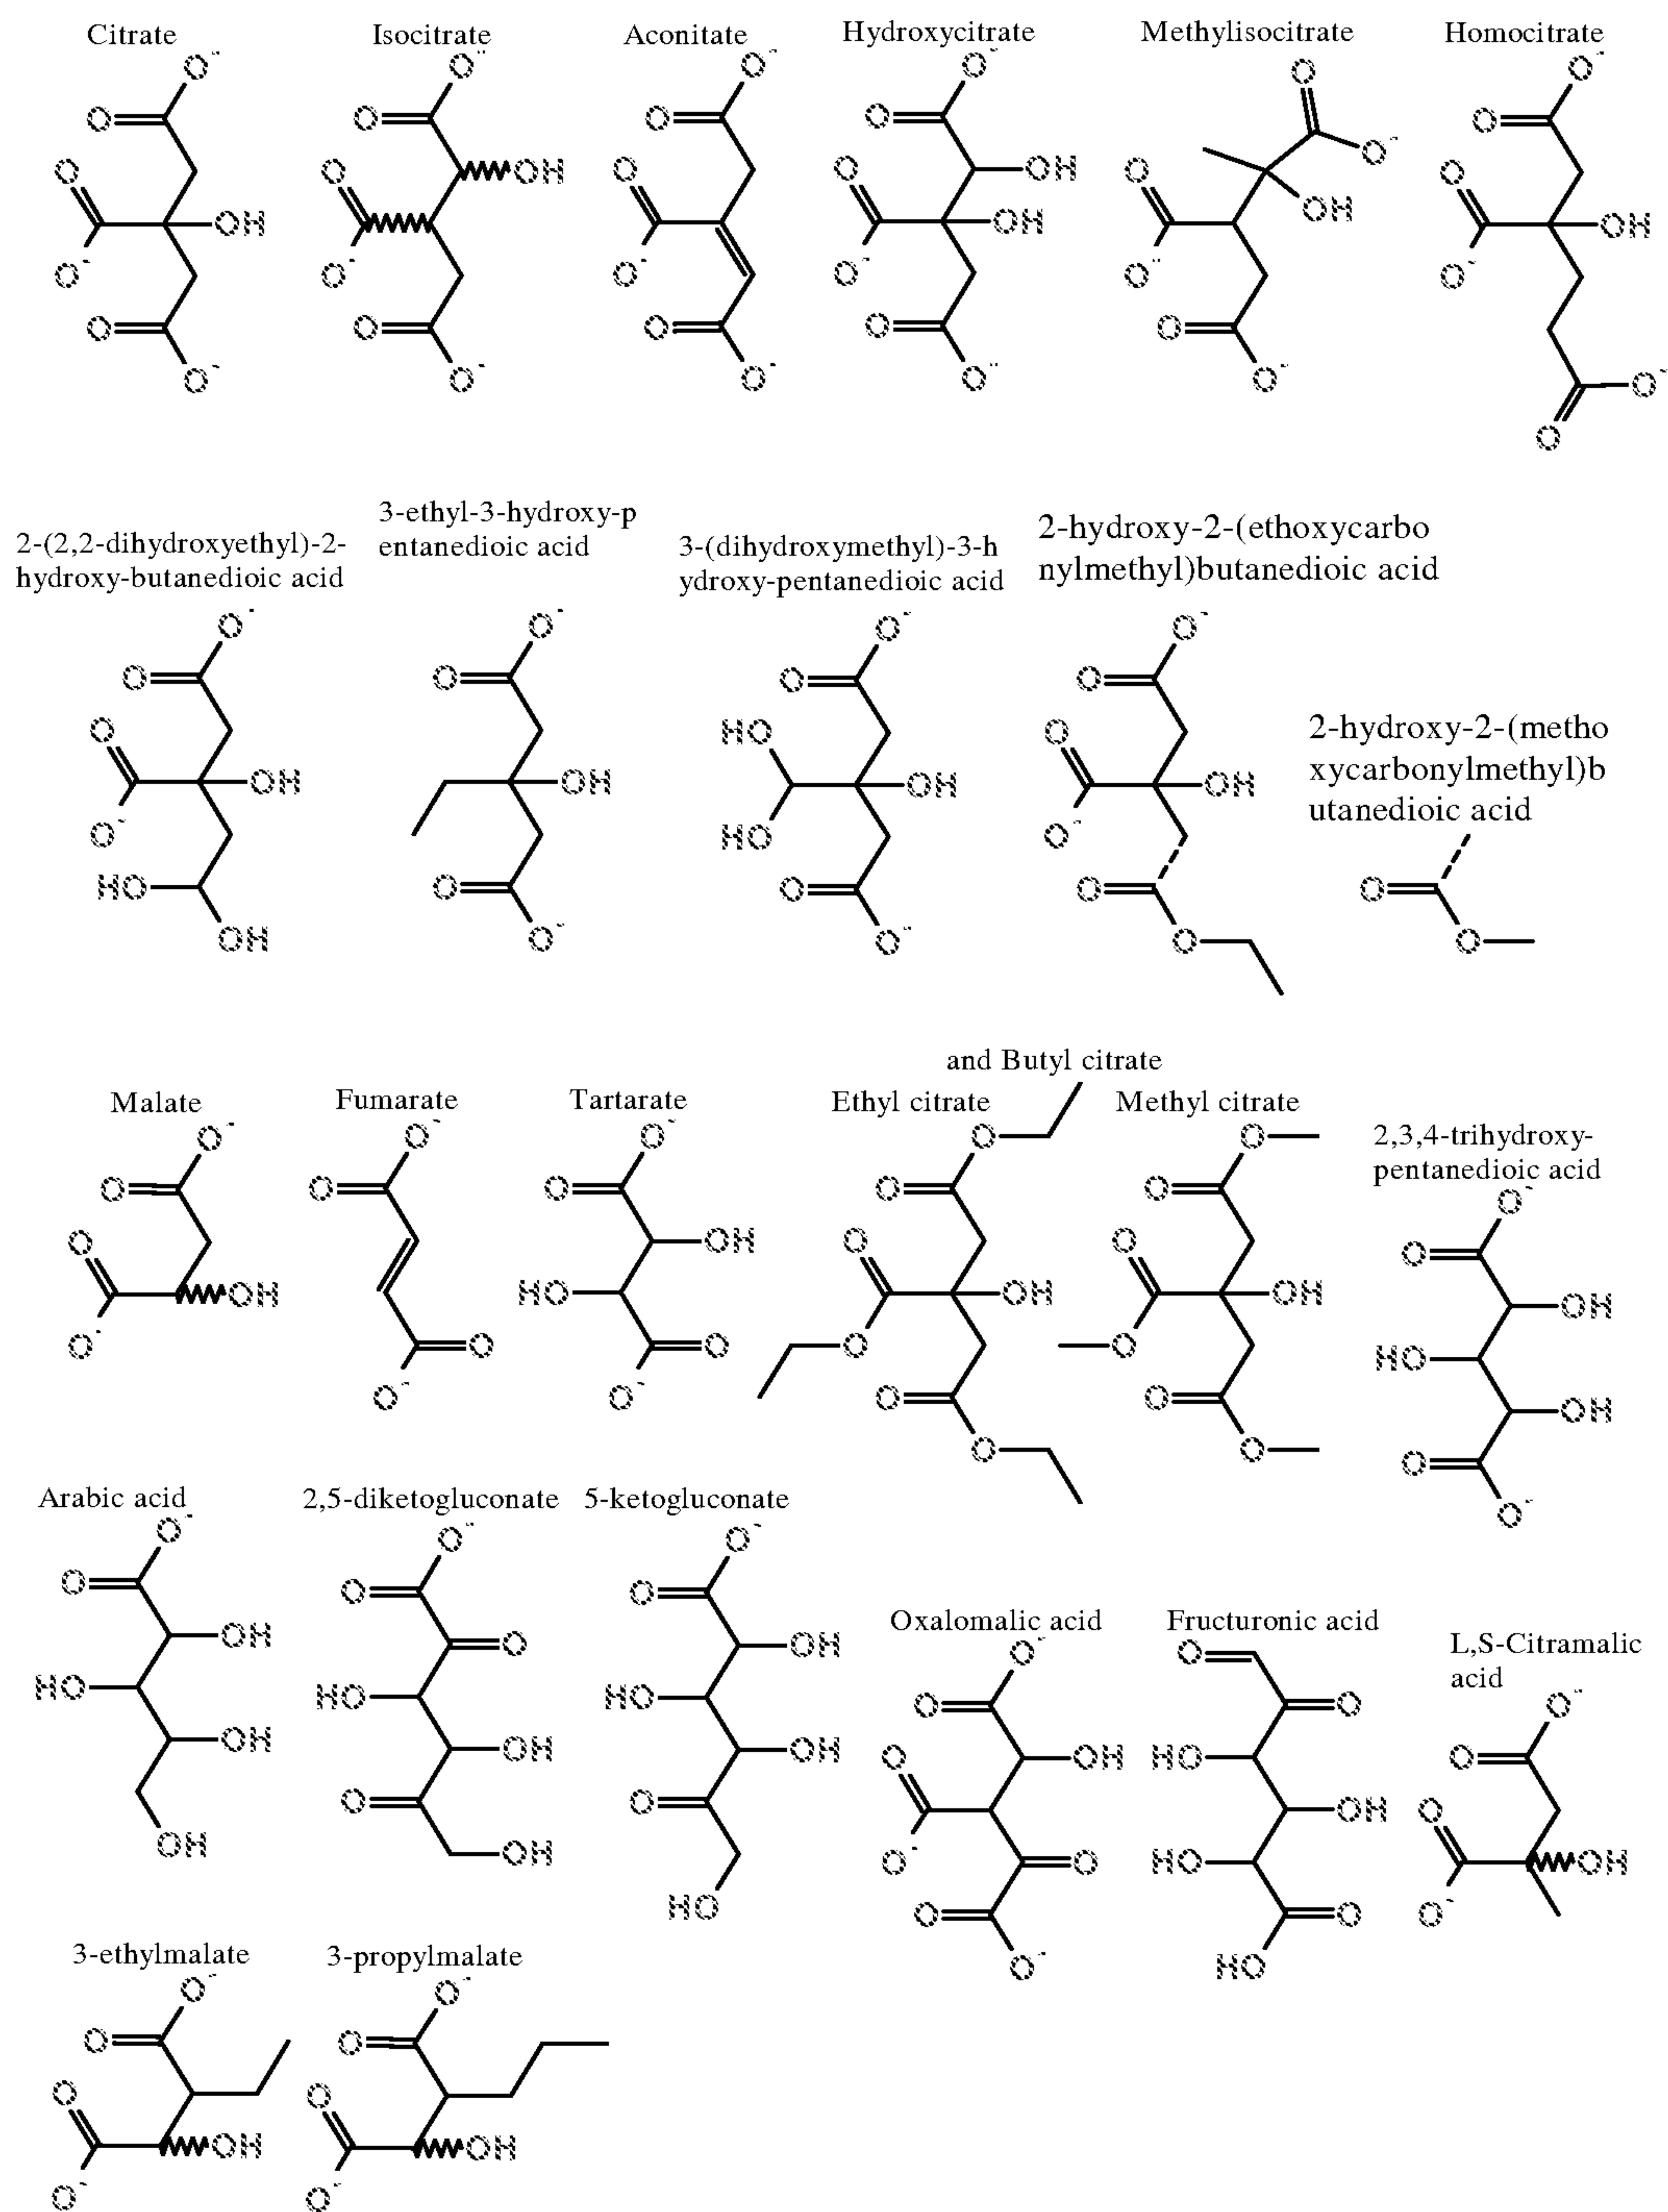 Citrate
Isocitrate
Aconitate
Hydroxycitrate
Methylisocitrate
Homocitrate
2-(2,2-dihydroxyethyl)-2-
hydroxy-butanedioic acid
3-ethyl-3-hydroxy-p
entanedioic acid
3-(dihydroxymethyl)-3-h
ydroxy-pentanedioic acid
2-hydroxy-2-(ethoxycarbo
nylmethyl)butanedioic acid
2-hydroxy-2-(metho
xycarbonylmethyl)b
utanedioic acid
Malate
Fumarate
Tartarate
and Butyl citrate
Ethyl citrate
Methyl citrate
2,3,4-trihydroxy-
pentanedioic acid
Arabic acid
2,5-diketogluconate
5-ketogluconate
Oxalomalic acid
Fructuronic acid
L,S-Citramalic
acid
3-ethylmalate
3-propylmalate